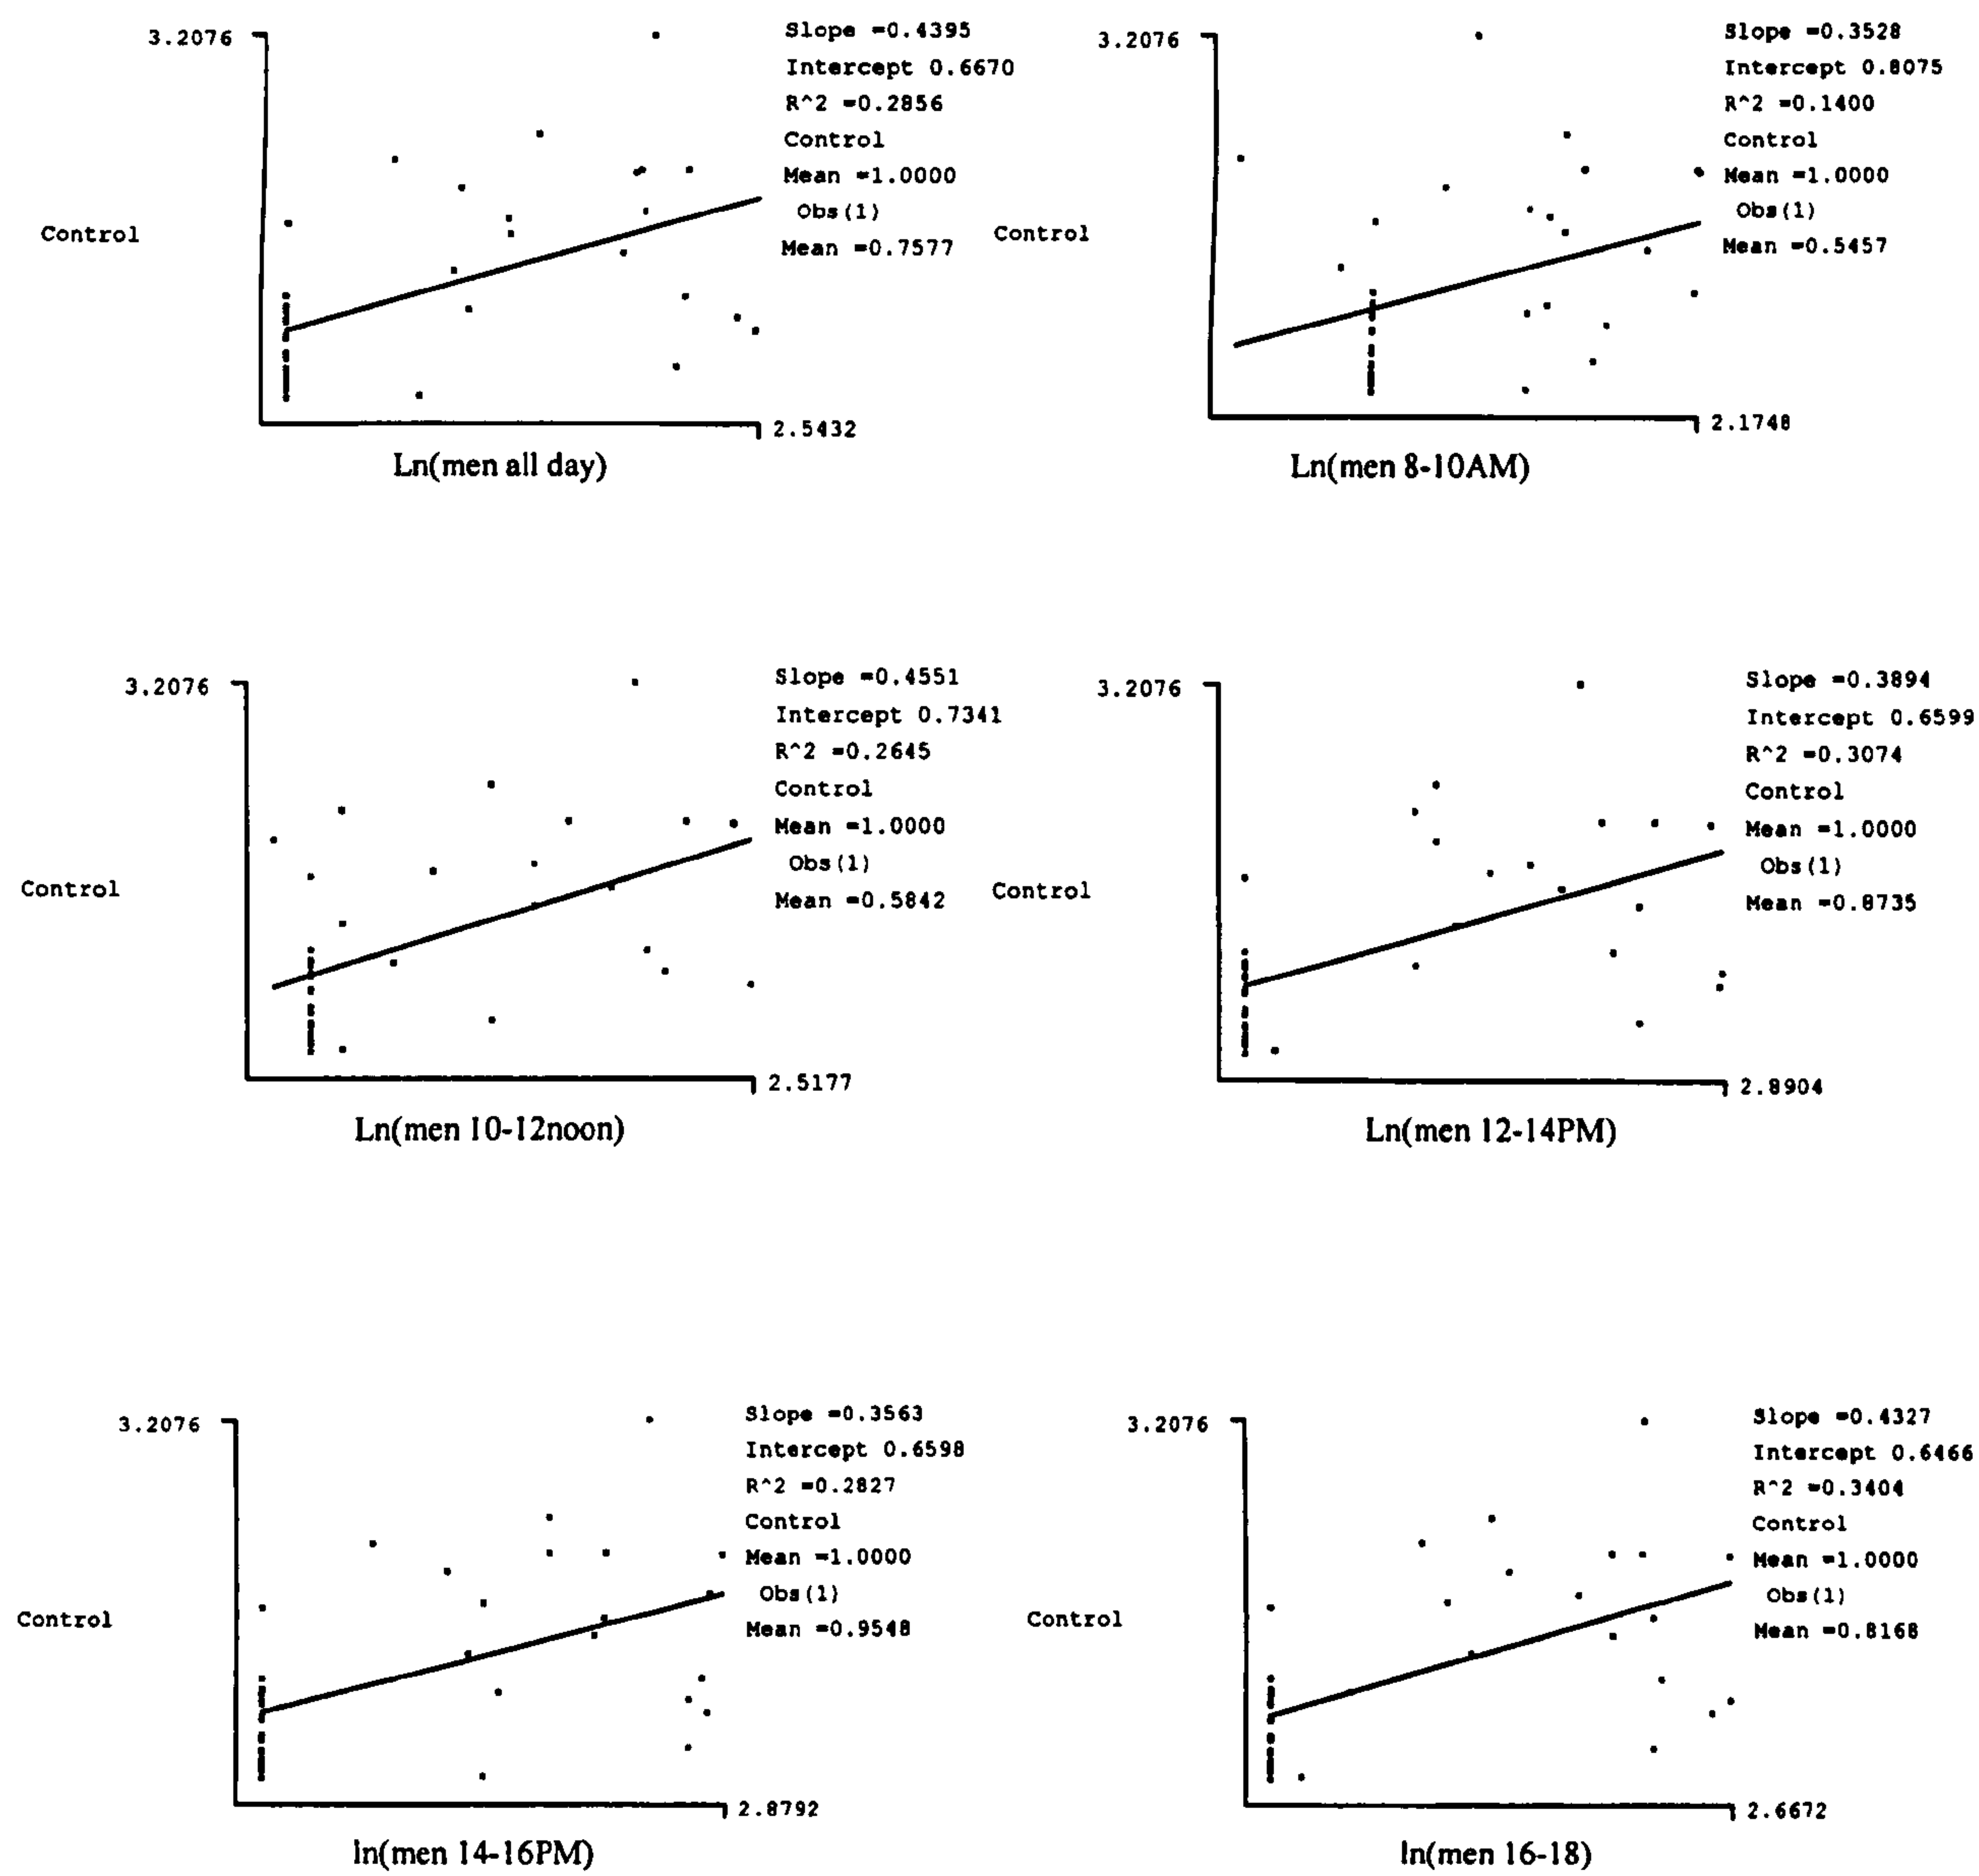 3.2076
Slope =0.4395
Intercept 0.6670
R^2 =0.2856
Control
Mean =1.0000
Obs(1)
Mean =0.7577
Control
2.5432
Ln(men all day)
3.2076
Slope =0.3528
Intercept 0.8075
R^2 =0.1400
Control
Mean =1.0000
Obs(1)
Mean =0.5457
Control
2.1748
Ln(men 8-10AM)
3.2076
Slope =0.4551
Intercept 0.7341
R^2 =0.2645
Control
Mean =1.0000
Obs(1)
Mean =0.5842
Control
2.5177
Ln(men 10-12noon)
3.2076
Slope =0.3894
Intercept 0.6599
R^2 =0.3074
Control
Mean =1.0000
Obs(1)
Mean =0.8735
Control
2.8904
Ln(men 12-14PM)
3.2076
Slope =0.3563
Intercept 0.6598
R^2 =0.2827
Control
Mean =1.0000
Obs(1)
Mean =0.9548
Control
2.8792
ln(men 14-16PM)
3.2076
Slope =0.4327
Intercept 0.6466
R^2 =0.3404
Control
Mean =1.0000
Obs(1)
Mean =0.8168
Control
2.6672
ln(men 16-18)